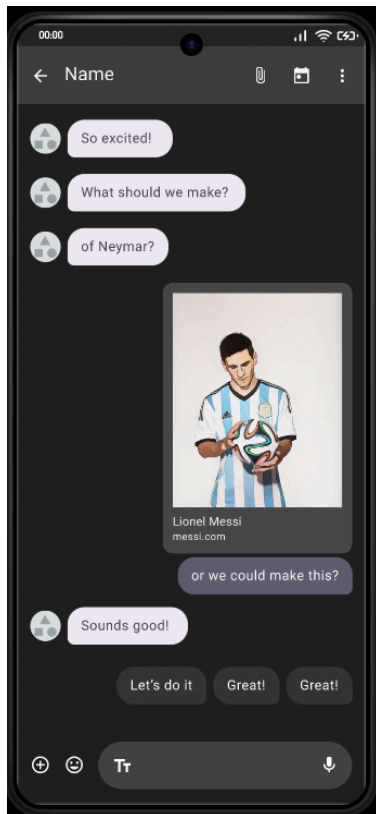 00:00
Name
So excited!
What should we make?
of Neymar?
Lionel Messi
messi.com
or we could make this?
Sounds good!
Let's do it Great! Great!
Tт